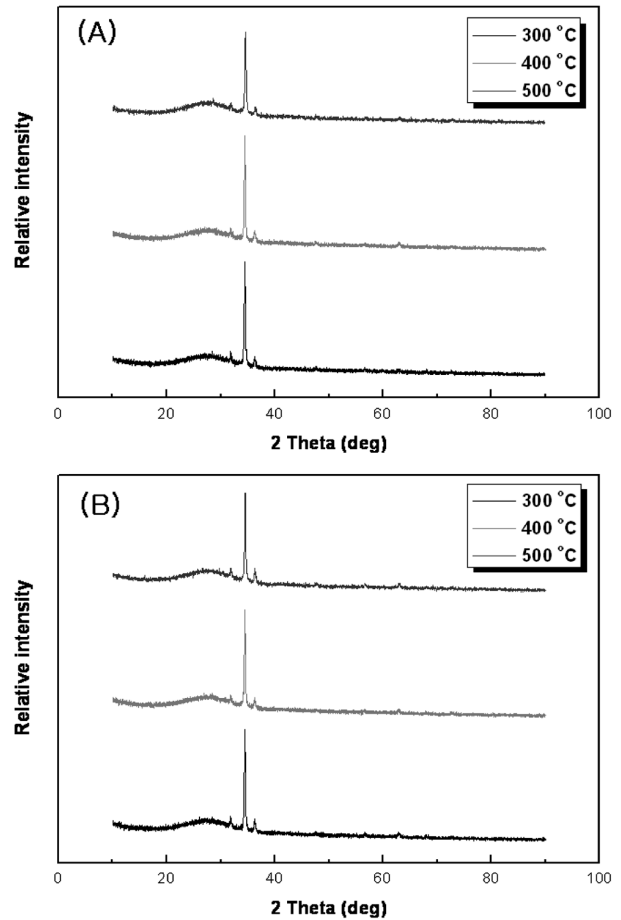 (A)
300 °C
400 °C
500 °C
Relative intensity
0 20 40 60 80 100
2 Theta (deg)
(B)
300 °C
400 °C
500 °C
Relative intensity
0 20 40 60 80 100
2 Theta (deg)